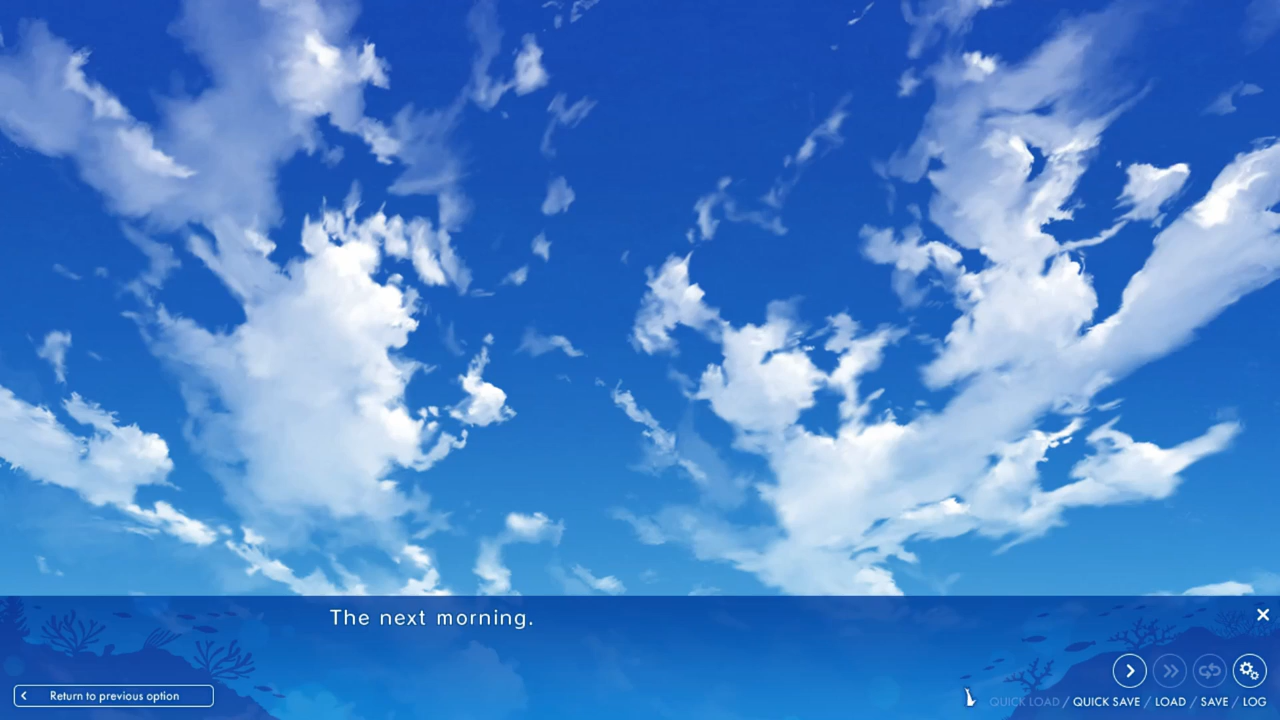 The next morning.
Return to previous option
QUICK LOAD / QUICK SAVE / LOAD / SAVE / LOG